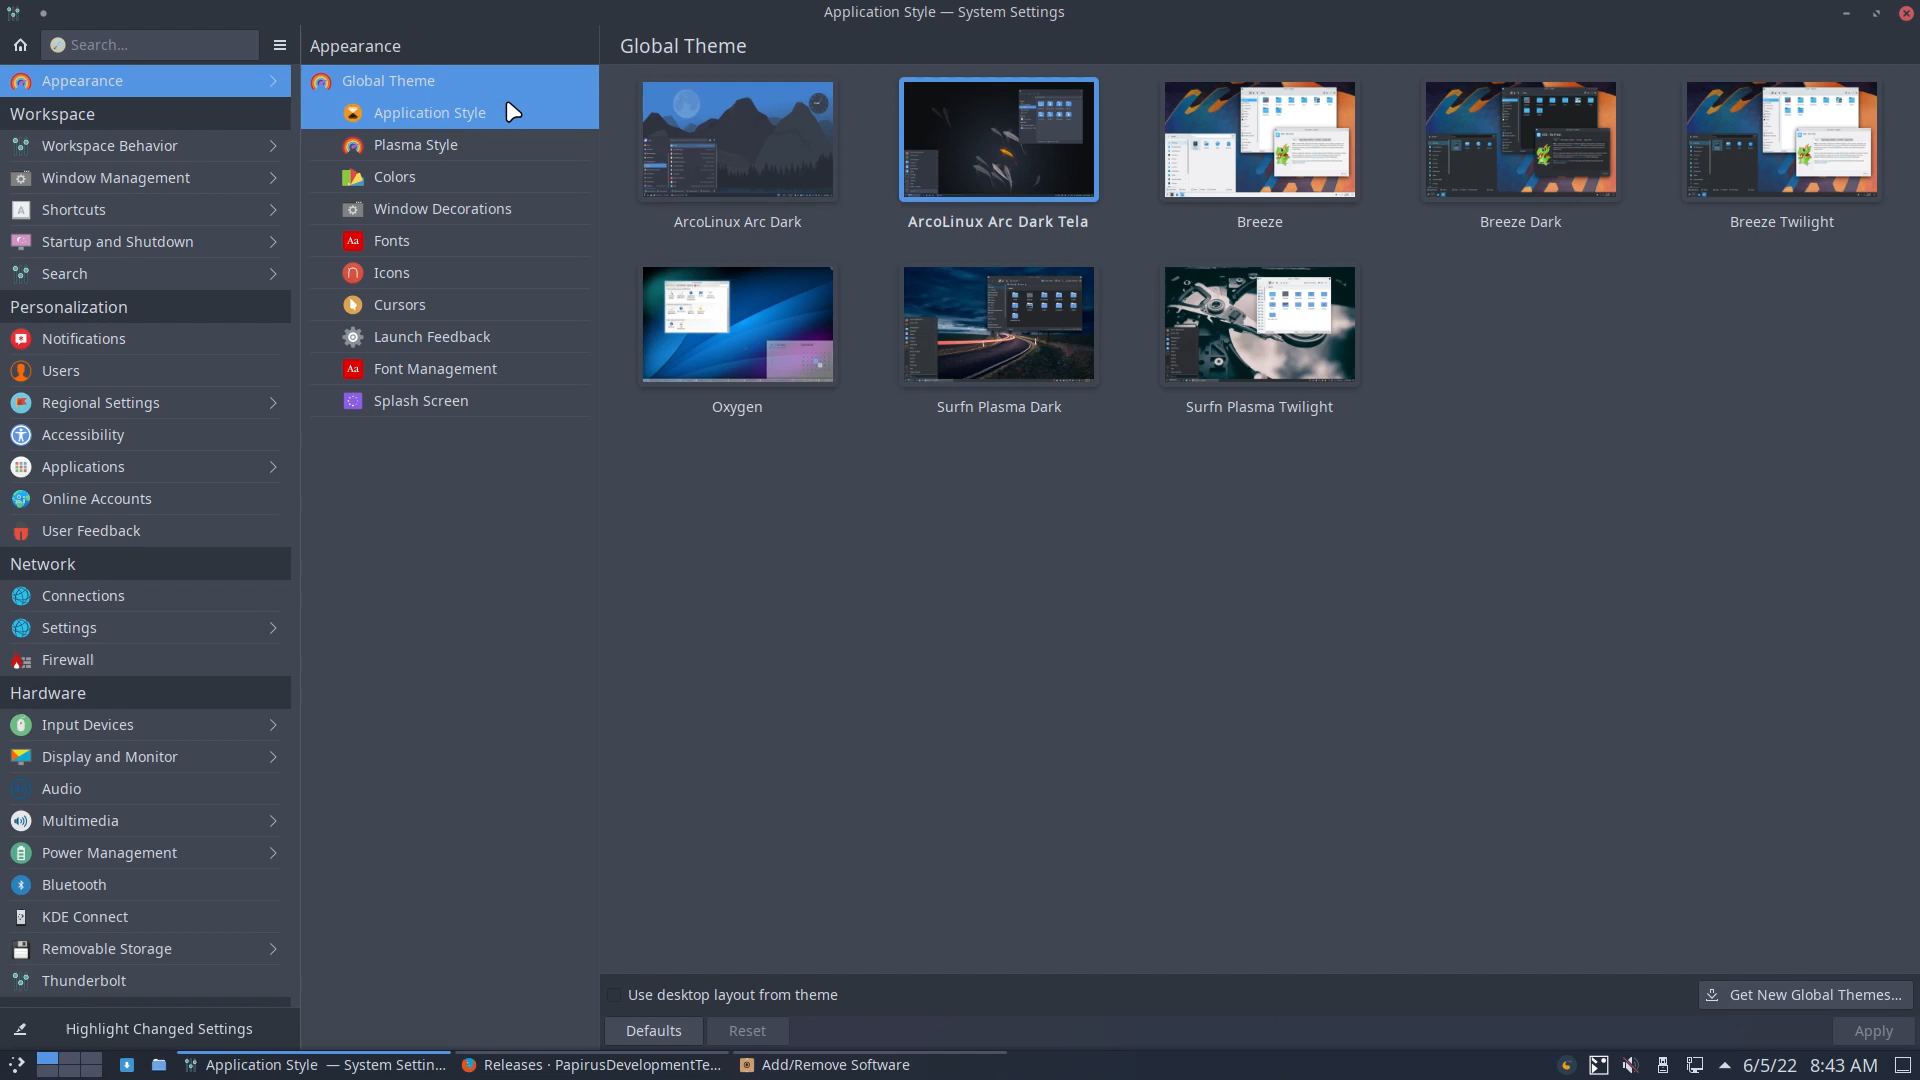 Application Style — System Settings
Search...
Appearance
Workspace
Workspace Behavior
Window Management
Shortcuts
Startup and Shutdown
Search
Personalization
Notifications
Users
Regional Settings
Accessibility
Applications
Online Accounts
User Feedback
Network
Connections
Settings
Firewall
Hardware
Input Devices
Display and Monitor
Audio
Multimedia
Power Management
Bluetooth
KDE Connect
Removable Storage
Thunderbolt
Highlight Changed Settings
Appearance
Global Theme
Application Style
Plasma Style
Colors
Window Decorations
Fonts
Icons
Cursors
Launch Feedback
Font Management
Splash Screen
Global Theme
ArcoLinux Arc Dark
ArcoLinux Arc Dark Tela
Breeze
Breeze Dark
Breeze Twilight
Oxygen
Surfn Plasma Dark
Surfn Plasma Twilight
Use desktop layout from theme
Get New Global Themes...
Defaults
Reset
Apply
Application Style — System Settin...
Releases · PapirusDevelopmentTe...
Add/Remove Software
6/5/22
8:43 AM